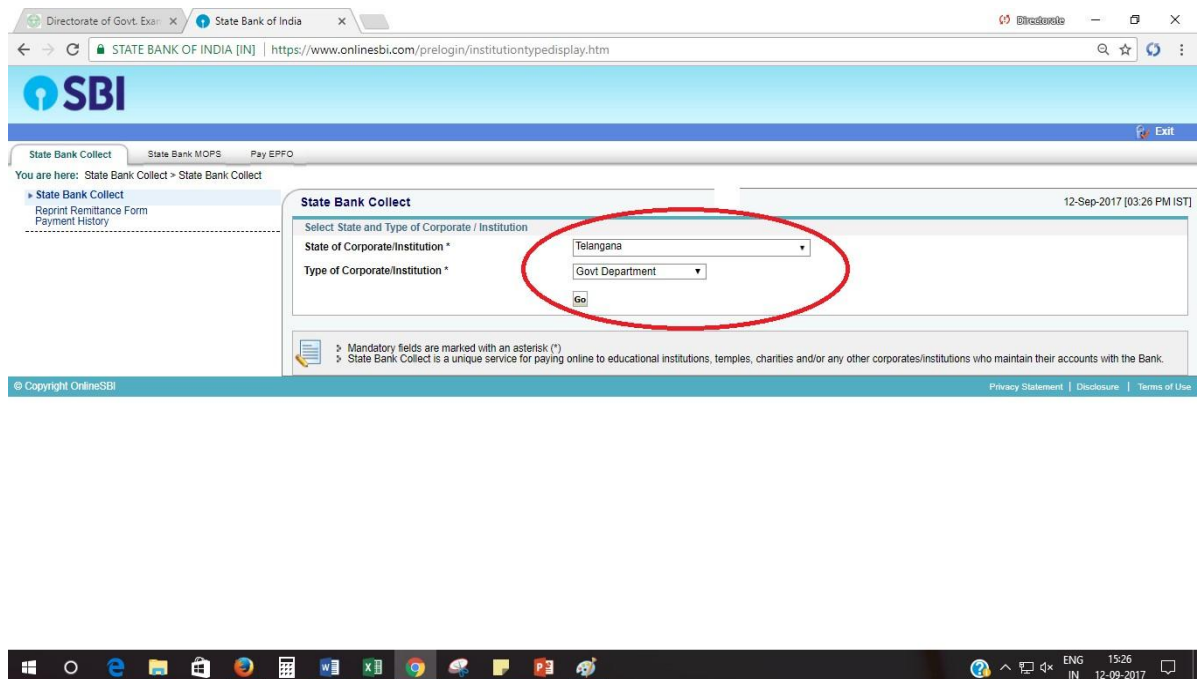 Directorate of Govt. Exan
State Bank of India
Directorate
STATE BANK OF INDIA [IN]
https://www.onlinesbi.com/prelogin/institutiontypedisplay.htm
SBI
Exit
State Bank Collect
State Bank MOPS
Pay EPFO
You are here: State Bank Collect > State Bank Collect
State Bank Collect
Reprint Remittance Form
Payment History
State Bank Collect
12-Sep-2017 [03:26 PM IST]
Select State and Type of Corporate / Institution
State of Corporate/Institution *
Telangana
Type of Corporate/Institution *
Govt Department
Go
Mandatory fields are marked with an asterisk (*)
State Bank Collect is a unique service for paying online to educational institutions, temples, charities and/or any other corporates/institutions who maintain their accounts with the Bank.
© Copyright OnlineSBI
Privacy Statement | Disclosure | Terms of Use
ENG
IN
15:26
12-09-2017